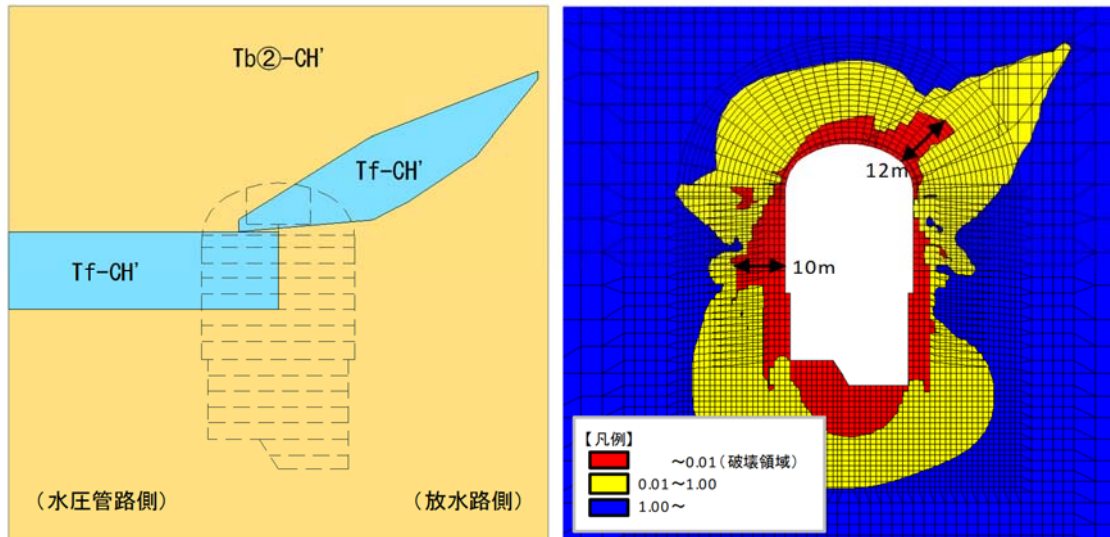 Tb②-CH'
Tf-CH'
Tf-CH'
(水圧管路側)
(放水路側)
12m
10m
【凡例】
～0.01(破壊領域)
0.01～1.00
1.00～